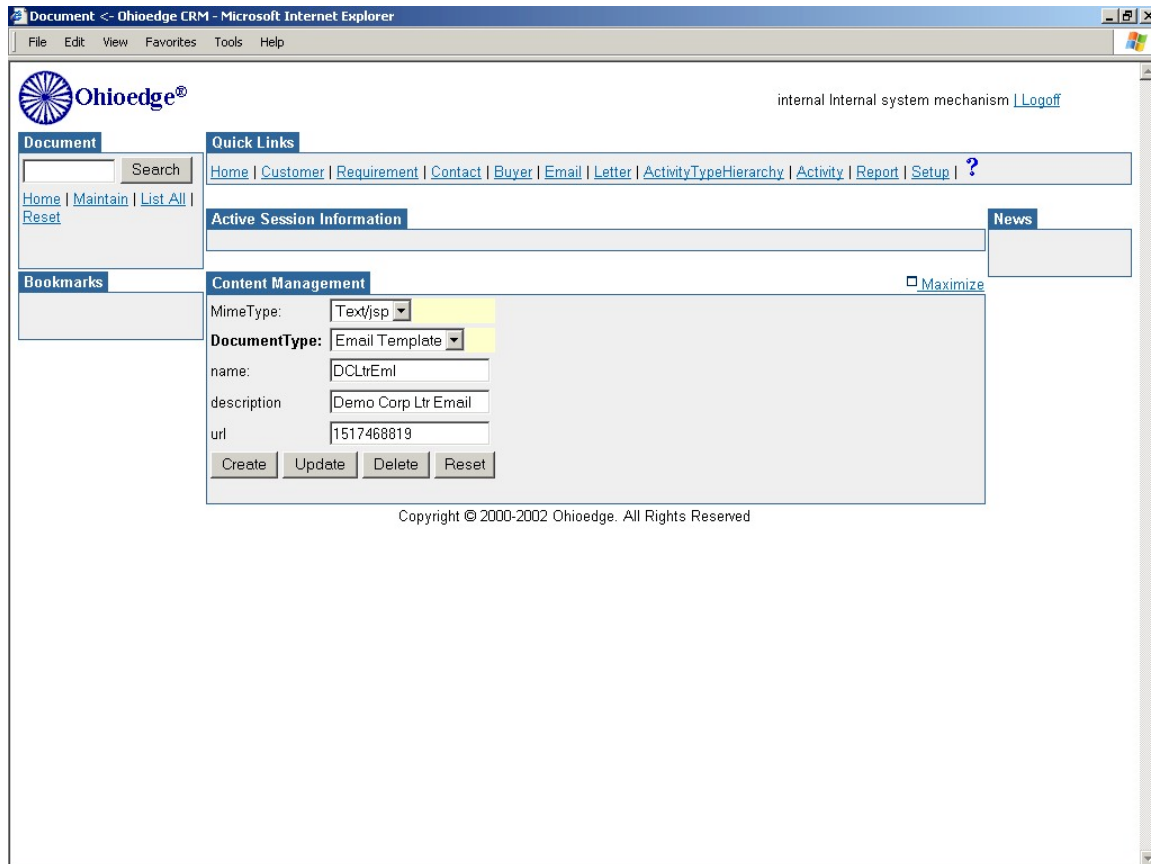 Document <- Ohioedge CRM - Microsoft Internet Explorer
File Edit View Favorites Tools Help
Ohioedge®
internal Internal system mechanism | Logoff
Document
Search
Home | Maintain | List All |
Reset
Bookmarks
Quick Links
Home | Customer | Requirement | Contact | Buyer | Email | Letter | ActivityTypeHierarchy | Activity | Report | Setup | ?
Active Session Information
News
Content Management
Maximize
MimeType: Text/jsp
DocumentType: Email Template
name: DCLtrEml
description Demo Corp Ltr Email
url 1517468819
Create Update Delete Reset
Copyright © 2000-2002 Ohioedge. All Rights Reserved